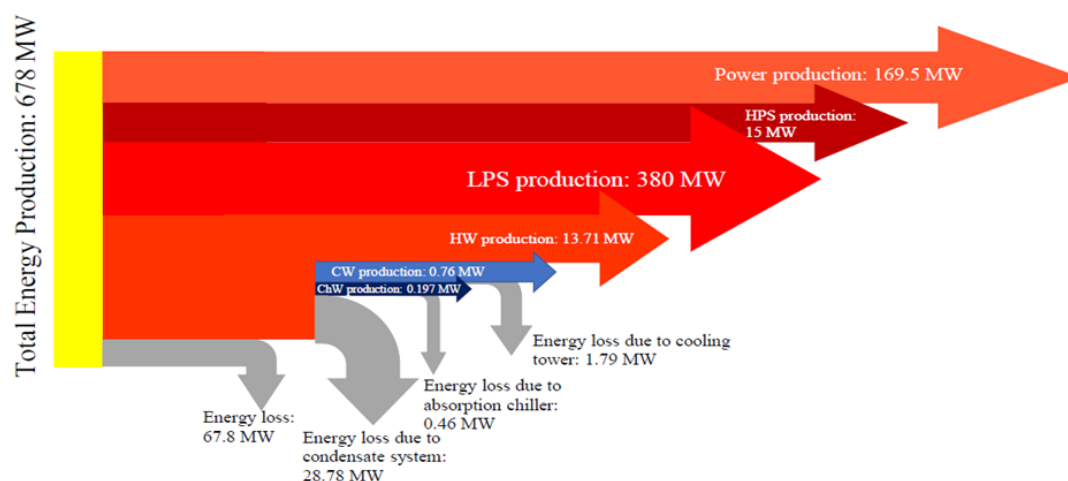 Total Energy Production: 678 MW
Power production: 169.5 MW
HPS production:
15 MW
LPS production: 380 MW
HW production: 13.71 MW
CW production: 0.76 MW
ChW production: 0.197 MW
Energy loss due to cooling
tower: 1.79 MW
Energy loss due to
absorption chiller:
0.46 MW
Energy loss:
67.8 MW
Energy loss due to
condensate system:
28.78 MW